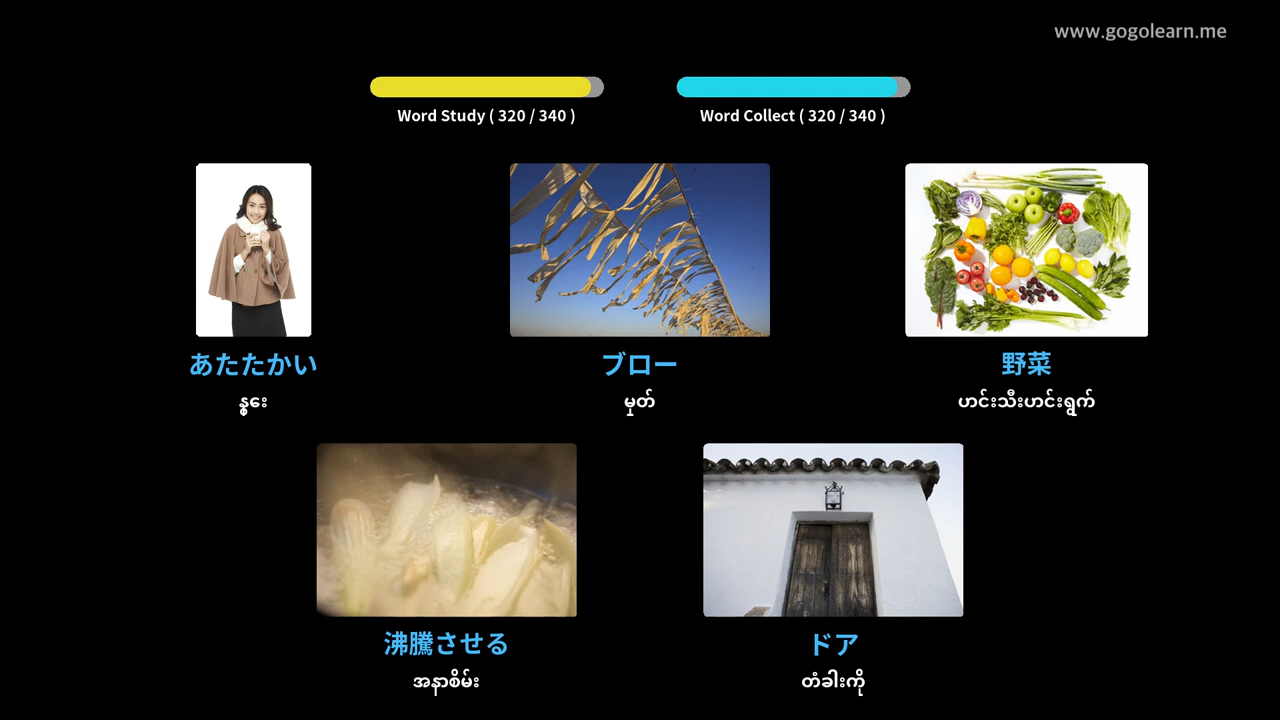 www.gogolearn.me
Word Study ( 320 / 340 )
Word Collect ( 320 / 340 )
あたたかい
နွေး
ブロー
မှုတ်
野菜
ဟင်းသီးဟင်းရွက်
沸騰させる
အနာစိမ်း
ドア
တံခါးကို